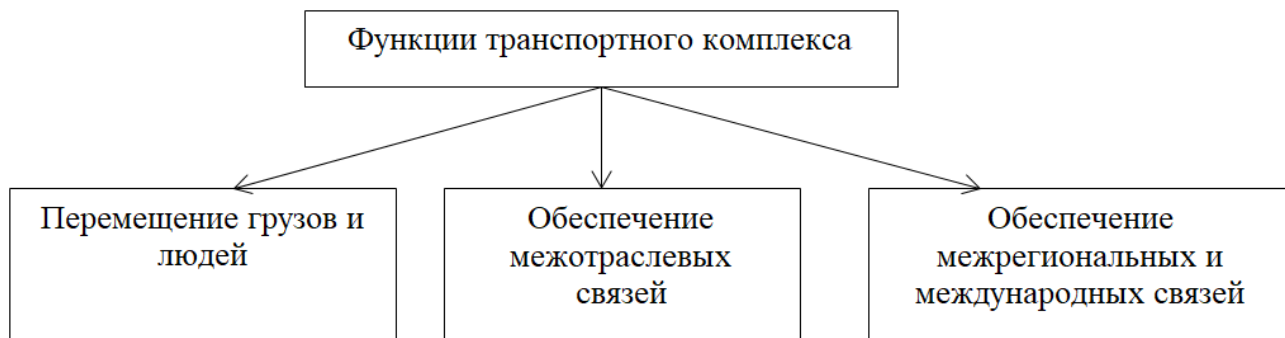 Функции транспортного комплекса
Перемещение грузов и
людей
Обеспечение
межотраслевых
связей
Обеспечение
межрегиональных и
международных связей